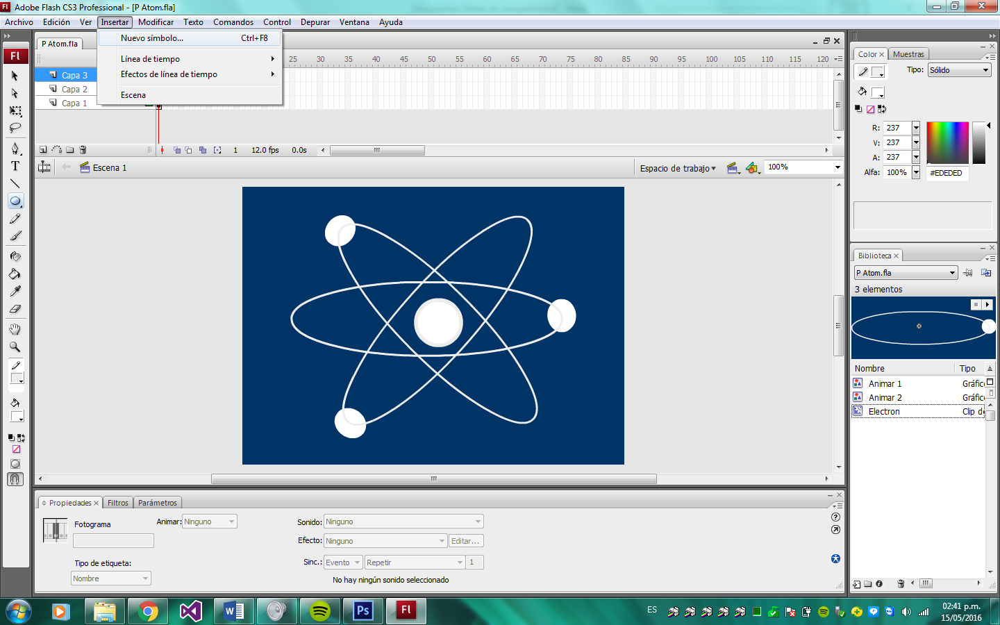 Adobe Flash CS3 Professional - [P Atom.fla]
Archivo Edición Ver Insertar Modificar Texto Comandos Control Depurar Ventana Ayuda
P Atom.fla
Nuevo símbolo... Ctrl+F8
Línea de tiempo
Efectos de línea de tiempo
Escena
25 30 35 40 45 50 55 60 65 70 75 80 85 90 95 100 105 110 115 120
Capa 3
Capa 2
Capa 1
1 12.0 fps 0.0s
Escena 1
Espacio de trabajo
100%
Fl
T
Color Muestras
Tipo: Sólido
R: 237
V: 237
A: 237
Alfa: 100% #EDEDED
Biblioteca
P Atom.fla
3 elementos
Nombre Tipo
Animar 1 Gráfic
Animar 2 Gráfic
Electron Clip d
Propiedades Filtros Parámetros
Fotograma
Tipo de etiqueta:
Nombre
Animar: Ninguno
Sonido: Ninguno
Efecto: Ninguno Editar...
Sinc.: Evento Repetir 1
No hay ningún sonido seleccionado
Ps
Fl
ES
02:41 p.m.
15/05/2016